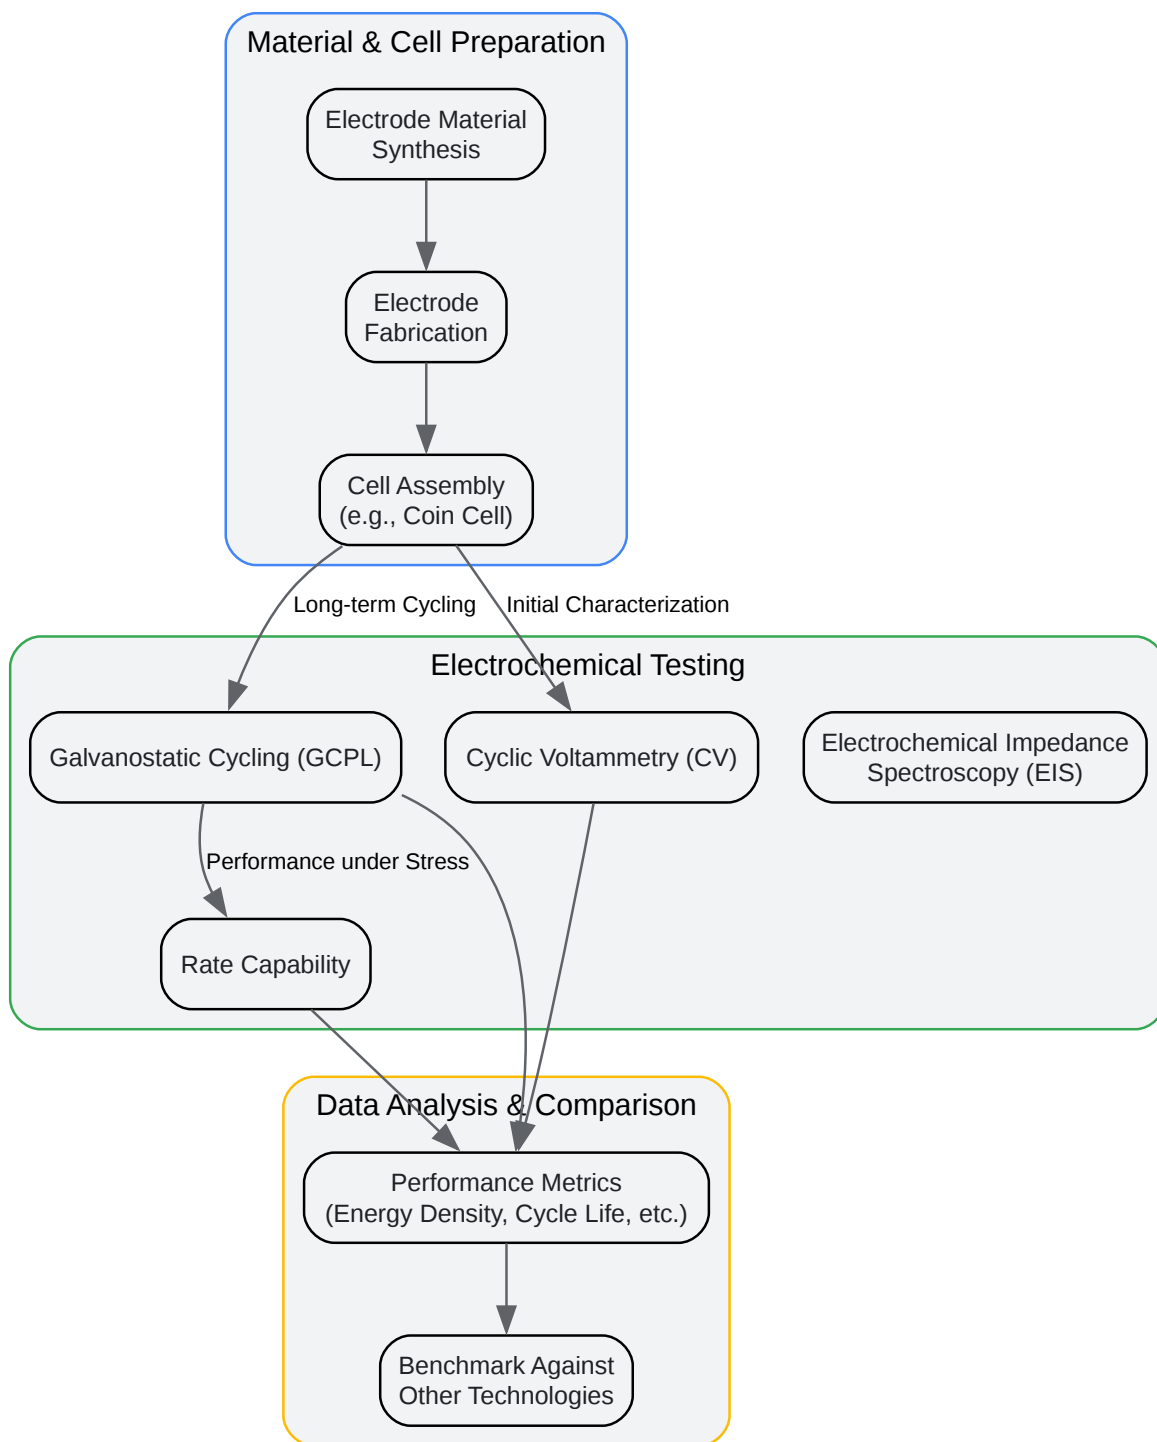 Material & Cell Preparation
Electrode Material
Synthesis
Electrode
Fabrication
Cell Assembly
(e.g., Coin Cell)
Long-term Cycling
Initial Characterization
Electrochemical Testing
Galvanostatic Cycling (GCPL)
Cyclic Voltammetry (CV)
Electrochemical Impedance
Spectroscopy (EIS)
Performance under Stress
Rate Capability
Data Analysis & Comparison
Performance Metrics
(Energy Density, Cycle Life, etc.)
Benchmark Against
Other Technologies